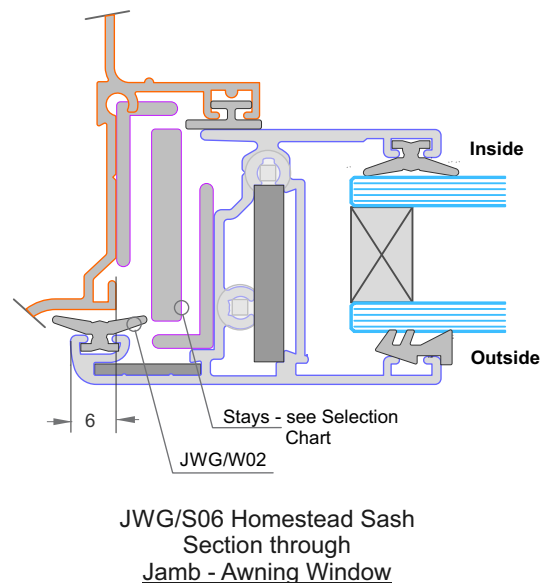 Inside
Outside
6
Stays - see Selection
Chart
JWG/W02
JWG/S06 Homestead Sash
Section through
Jamb - Awning Window